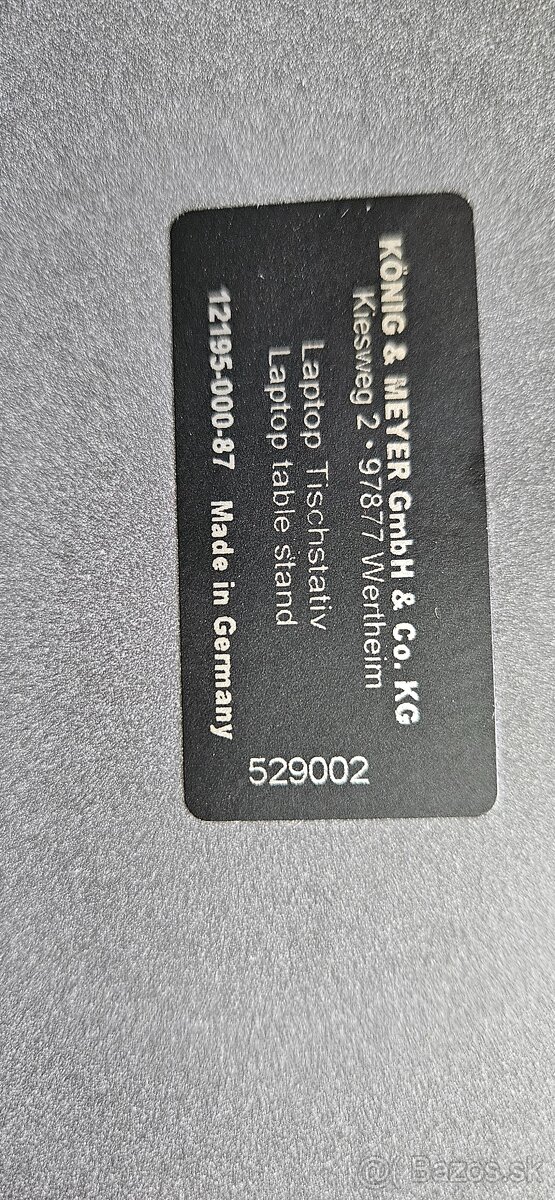 KÖNIG & MEYER GmbH & Co. KG
Kiesweg 2 • 97877 Wertheim
Laptop Tischstativ
Laptop table stand
12195-000-87 Made in Germany
529002
@ Bazos.sk